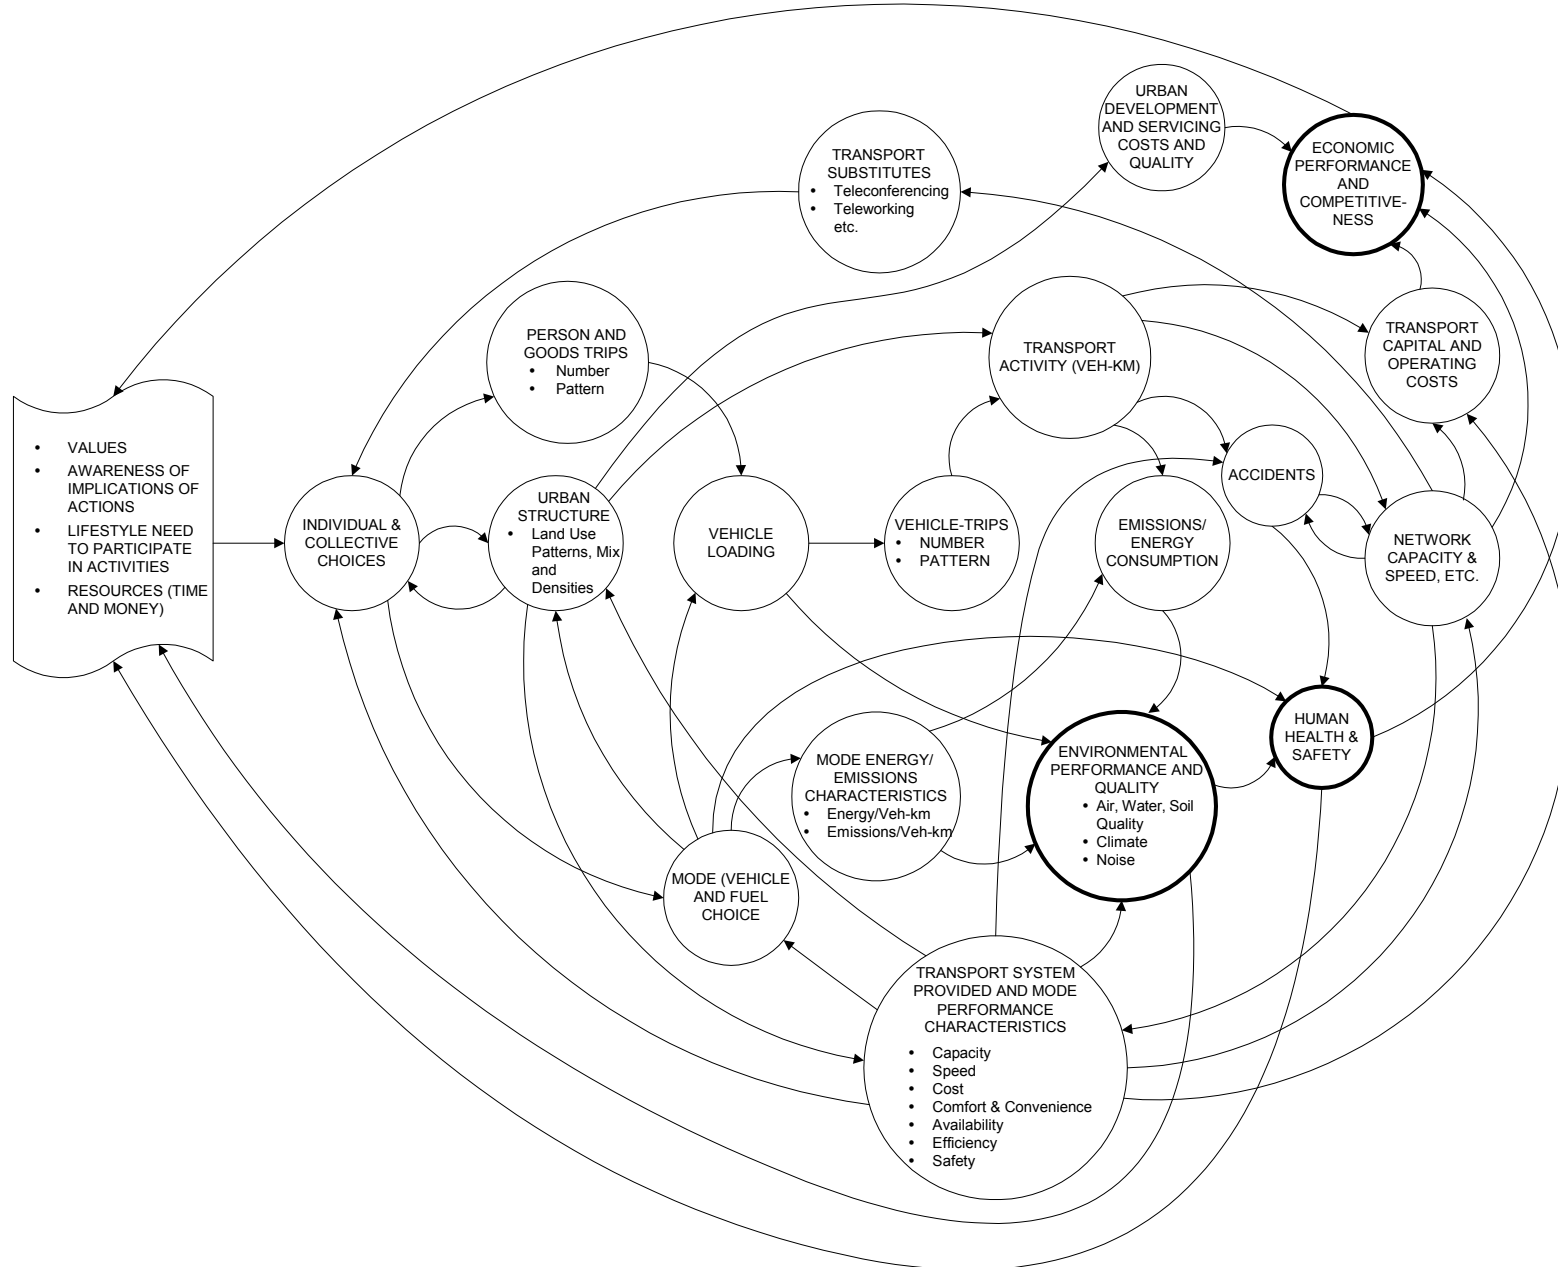 URBAN
DEVELOPMENT
AND SERVICING
COSTS AND
QUALITY
ECONOMIC
PERFORMANCE
AND
COMPETITIVE-
NESS
TRANSPORT
SUBSTITUTES
• Teleconferencing
• Teleworking
etc.
PERSON AND
GOODS TRIPS
• Number
• Pattern
TRANSPORT
ACTIVITY (VEH-KM)
TRANSPORT
CAPITAL AND
OPERATING
COSTS
• VALUES
• AWARENESS OF
IMPLICATIONS OF
ACTIONS
• LIFESTYLE NEED
TO PARTICIPATE
IN ACTIVITIES
• RESOURCES (TIME
AND MONEY)
INDIVIDUAL &
COLLECTIVE
CHOICES
URBAN
STRUCTURE
• Land Use
Patterns, Mix
and
Densities
VEHICLE
LOADING
VEHICLE-TRIPS
• NUMBER
• PATTERN
EMISSIONS/
ENERGY
CONSUMPTION
ACCIDENTS
NETWORK
CAPACITY &
SPEED, ETC.
MODE ENERGY/
EMISSIONS
CHARACTERISTICS
• Energy/Veh-km
• Emissions/Veh-km
ENVIRONMENTAL
PERFORMANCE AND
QUALITY
• Air, Water, Soil
Quality
• Climate
• Noise
HUMAN
HEALTH &
SAFETY
MODE (VEHICLE
AND FUEL
CHOICE
TRANSPORT SYSTEM
PROVIDED AND MODE
PERFORMANCE
CHARACTERISTICS
• Capacity
• Speed
• Cost
• Comfort & Convenience
• Availability
• Efficiency
• Safety